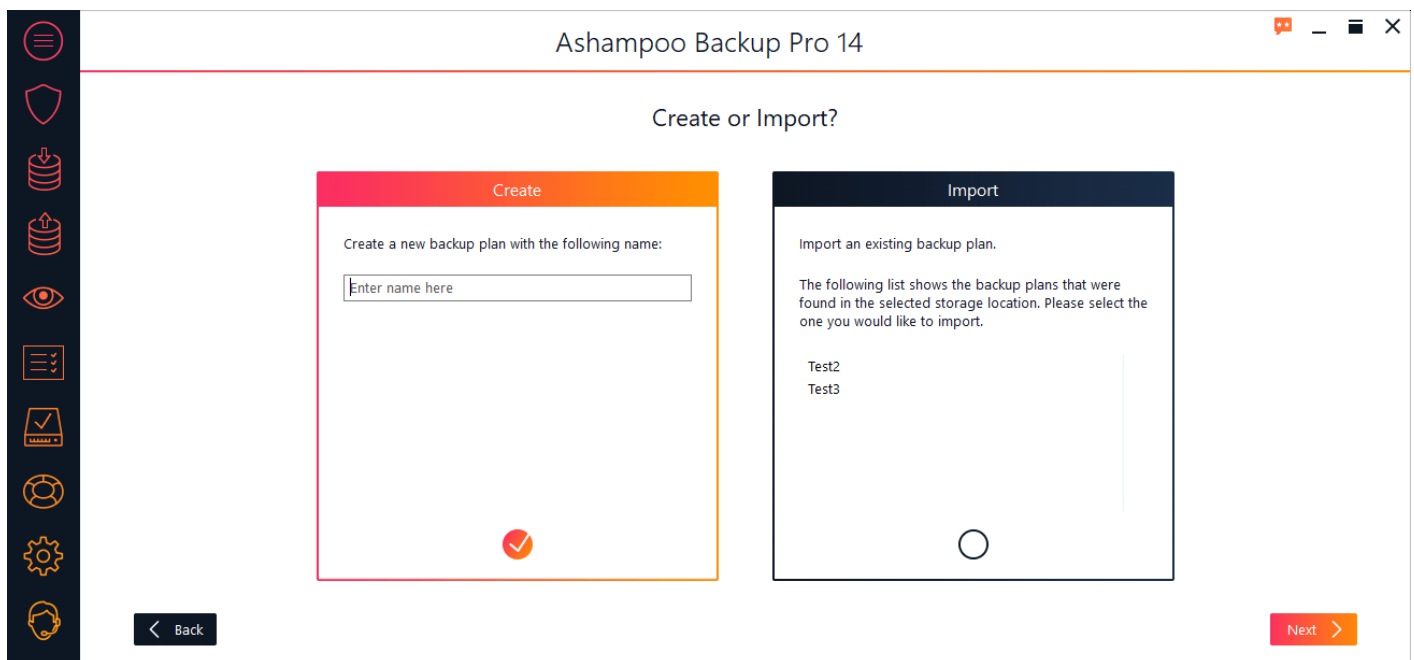 Ashampoo Backup Pro 14
Create or Import?
Create
Create a new backup plan with the following name:
Enter name here
Import
Import an existing backup plan.
The following list shows the backup plans that were
found in the selected storage location. Please select the
one you would like to import.
Test2
Test3
Back
Next